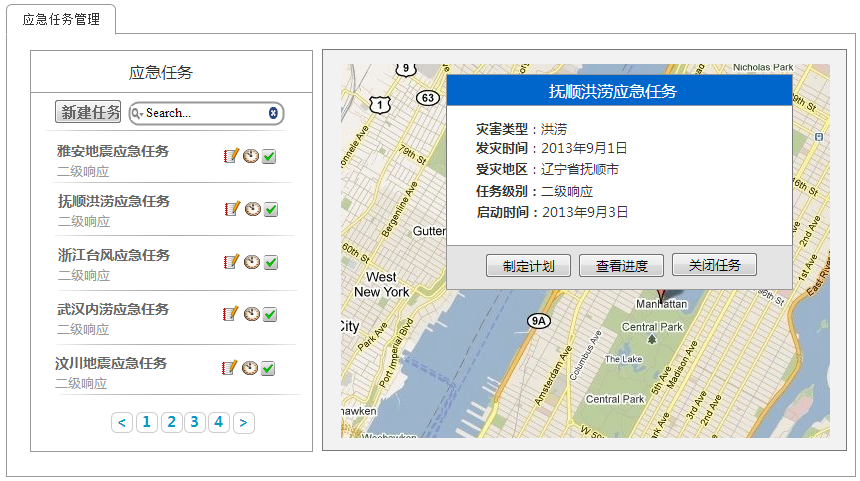 应急任务管理
应急任务
新建任务 Search...
雅安地震应急任务
二级响应
抚顺洪涝应急任务
二级响应
浙江台风应急任务
二级响应
武汉内涝应急任务
二级响应
汶川地震应急任务
二级响应
< 1 2 3 4 >
抚顺洪涝应急任务
灾害类型：洪涝
发灾时间：2013年9月1日
受灾地区：辽宁省抚顺市
任务级别：二级响应
启动时间：2013年9月3日
制定计划 查看进度 关闭任务
Nicholas Park
9
1
63
79th St
Bergenline Ave
Gutten
60th St
West
New York
City
Park Ave
Port Imperial Blvd
hawken
Weehawken
9A
Manhattan
Central Park
The Lake
Central Park
Columbus Ave
Amsterdam Ave
5th Ave
Madison Ave
3rd Ave
2nd Ave
W 50
96th St
116th St
2nd Ave
1st Ave
East River